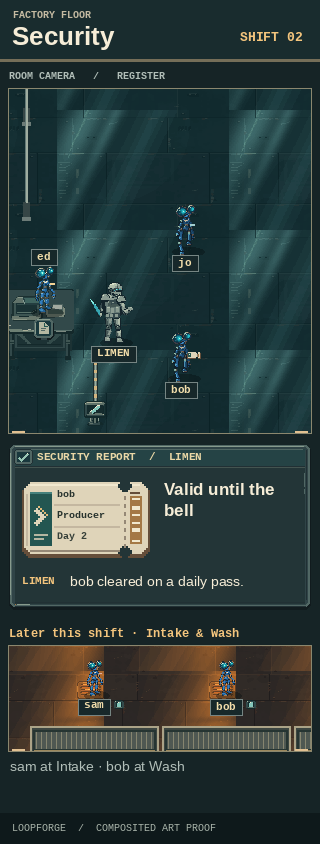 FACTORY FLOOR
Security
SHIFT 02
ROOM CAMERA / REGISTER
ed
jo
LIMEN
bob
SECURITY REPORT / LIMEN
bob
Producer
Day 2
Valid until the
bell
LIMEN bob cleared on a daily pass.
Later this shift · Intake & Wash
sam
bob
sam at Intake · bob at Wash
LOOPFORGE / COMPOSITED ART PROOF